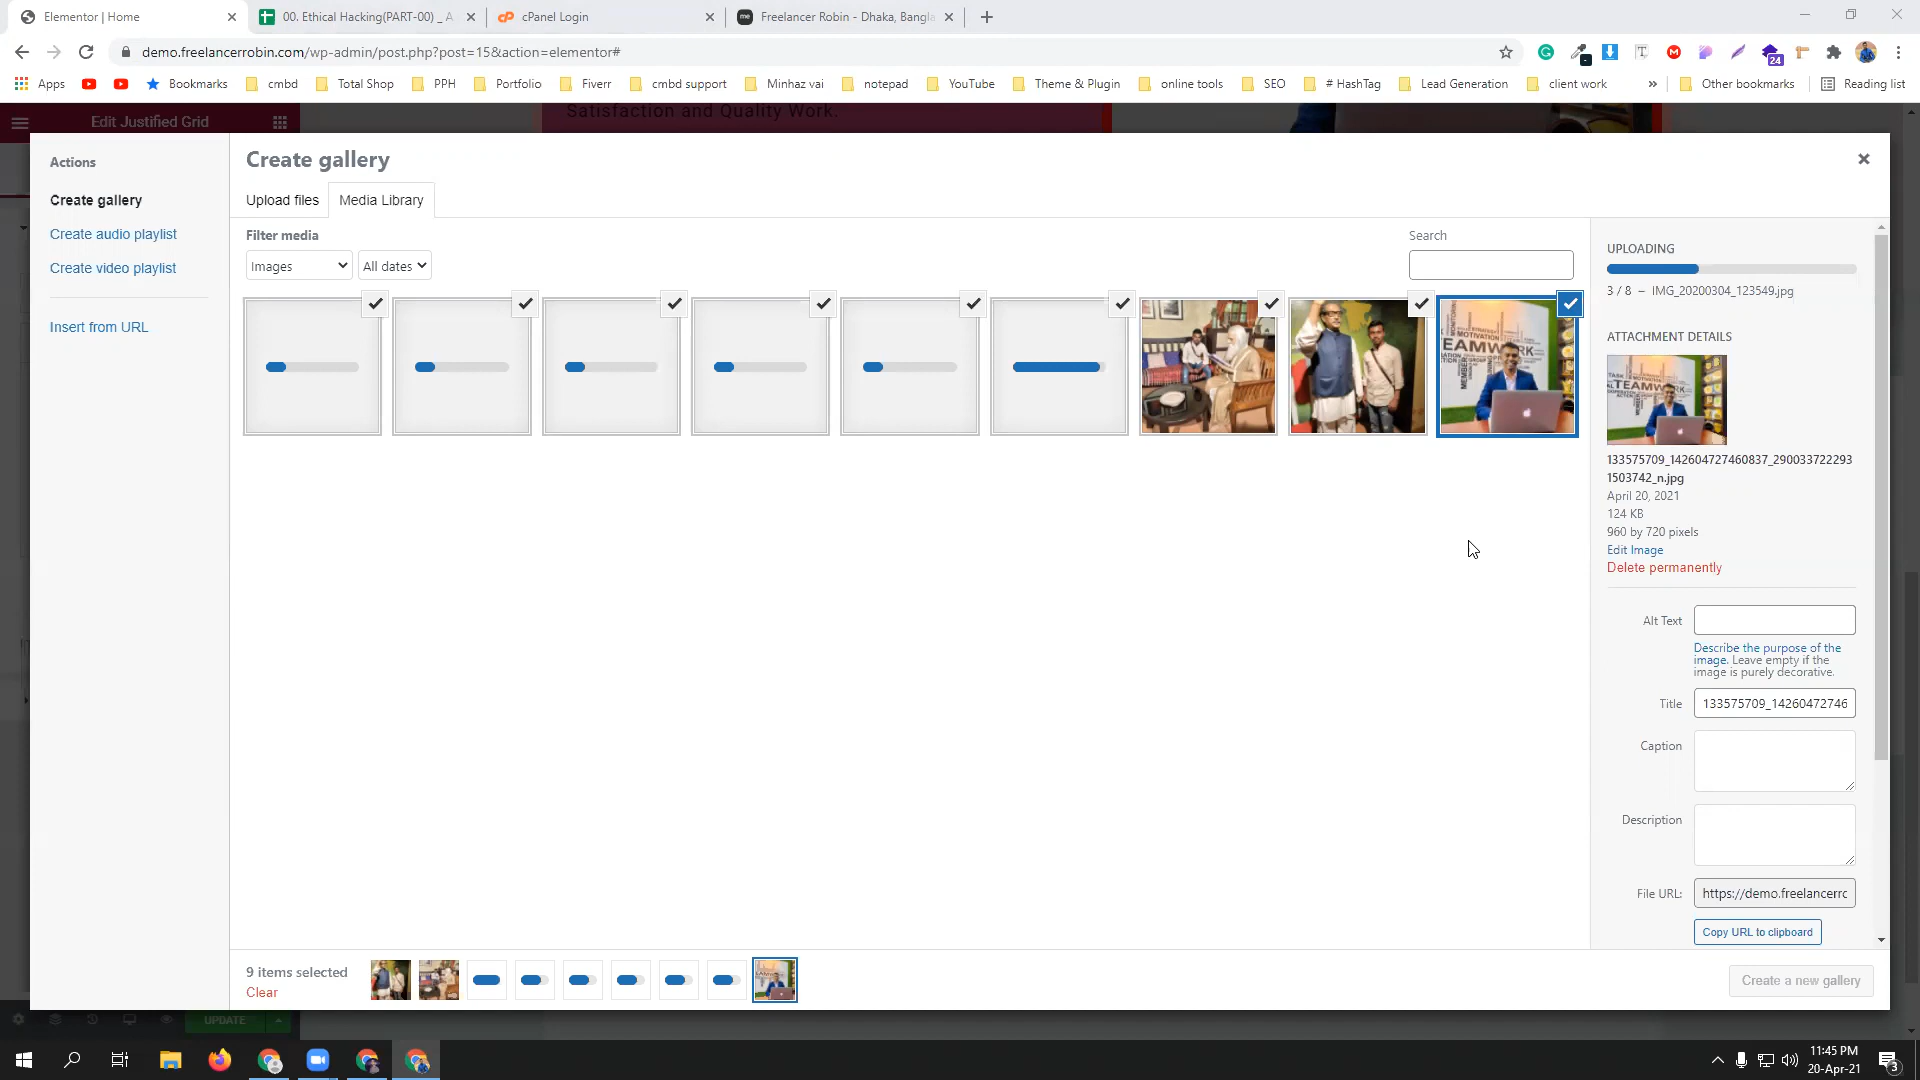 Elementor | Home
00. Ethical Hacking(PART-00) _ A
cPanel Login
Freelancer Robin - Dhaka, Bangla
demo.freelancerrobin.com/wp-admin/post.php?post=15&action=elementor#
24
Apps
Bookmarks
cmbd
Total Shop
PPH
Portfolio
Fiverr
cmbd support
Minhaz vai
notepad
YouTube
Theme & Plugin
online tools
SEO
# HashTag
Lead Generation
client work
»
Other bookmarks
Reading list
Edit Justified Grid
Satisfaction and Quality Work.
Actions
Create gallery
Create audio playlist
Create video playlist
Insert from URL
Create gallery
Upload files
Media Library
Filter media
Images
All dates
Search
UPLOADING
3 / 8 – IMG_20200304_123549.jpg
ATTACHMENT DETAILS
133575709_142604727460837_290033722293
1503742_n.jpg
April 20, 2021
124 KB
960 by 720 pixels
Edit Image
Delete permanently
Alt Text
Describe the purpose of the
image. Leave empty if the
image is purely decorative.
Title
133575709_14260472746
Caption
Description
File URL:
https://demo.freelancerrc
Copy URL to clipboard
9 items selected
Clear
Create a new gallery
UPDATE
11:45 PM
20-Apr-21
3